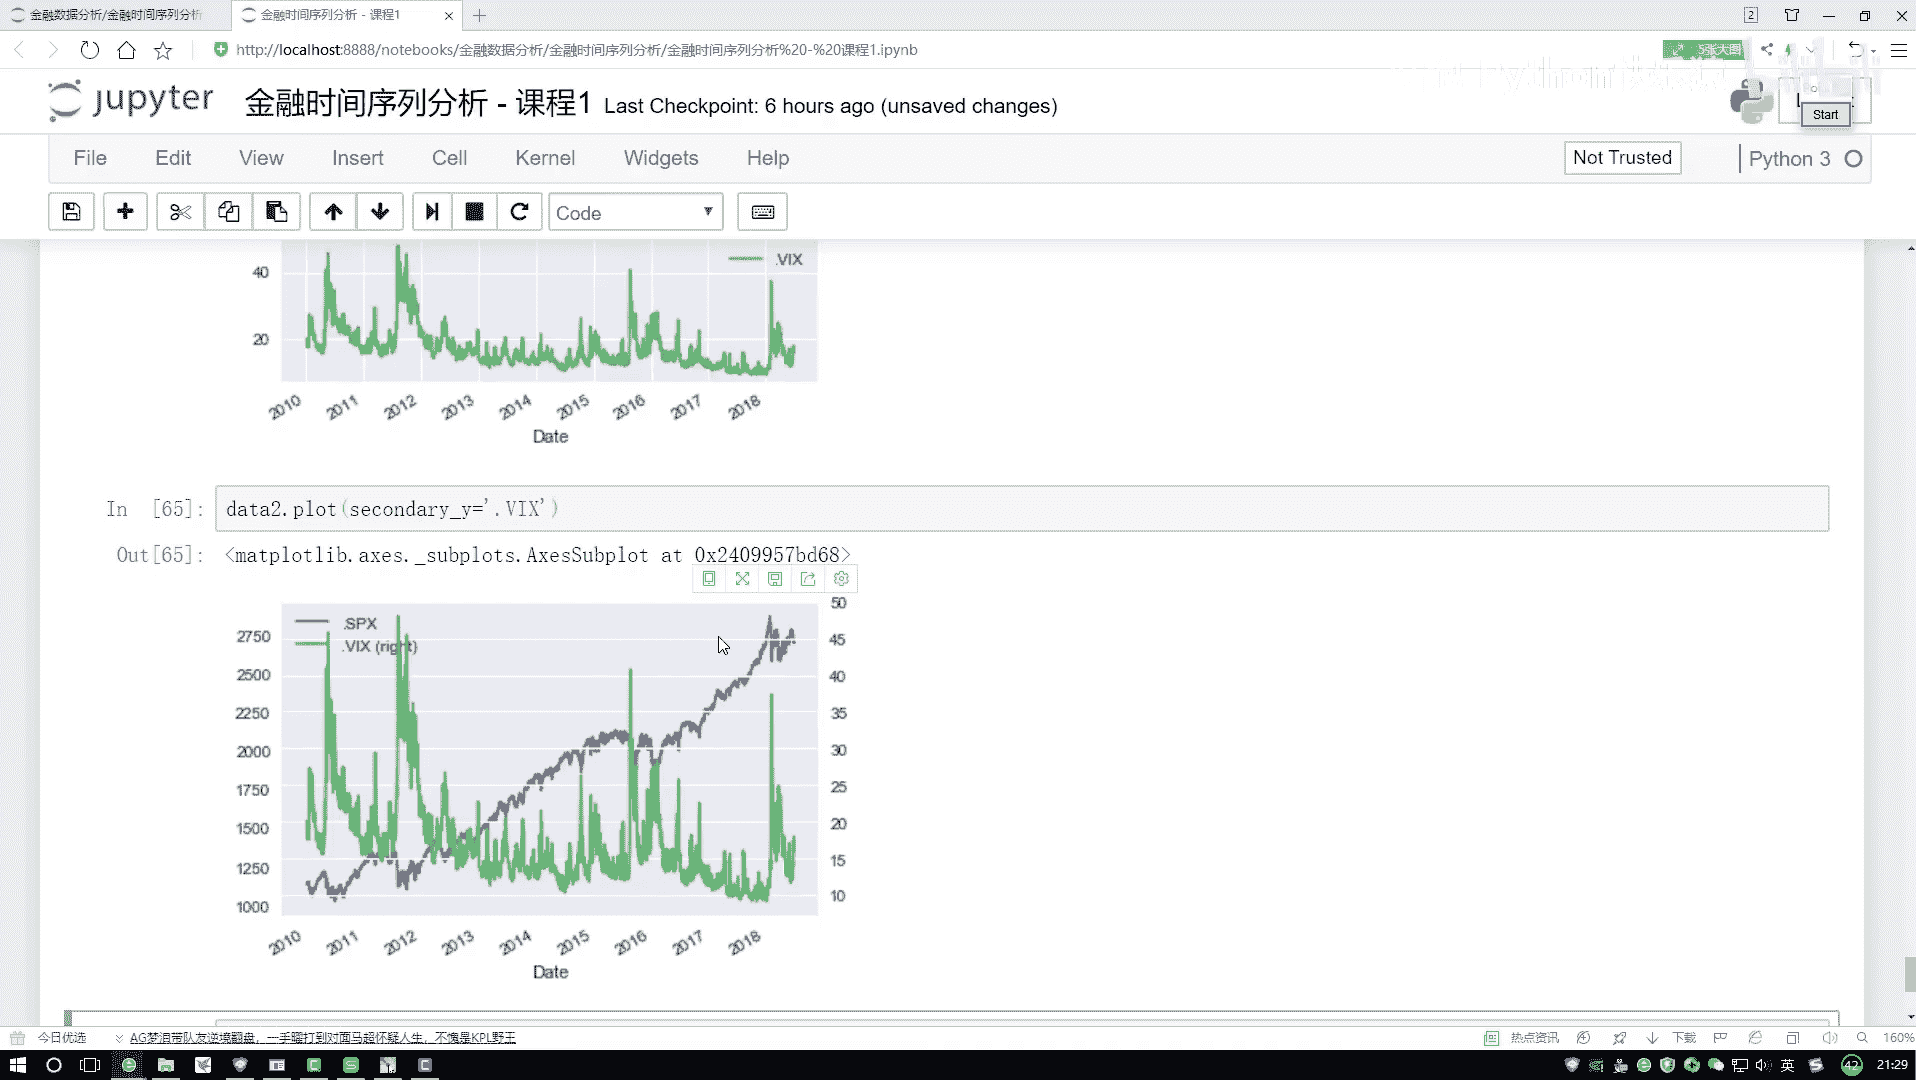 金融数据分析/金融时间序列分析
金融时间序列分析 - 课程1
2
http://localhost:8888/notebooks/金融数据分析/金融时间序列分析/金融时间序列分析%20-%20课程1.ipynb
5张大图
jupyter
金融时间序列分析 - 课程1 Last Checkpoint: 6 hours ago (unsaved changes)
Start
File Edit View Insert Cell Kernel Widgets Help
Not Trusted
Python 3
Code
.VIX
40
20
2010 2011 2012 2013 2014 2015 2016 2017 2018
Date
In [65]: data2.plot(secondary_y='.VIX')
Out[65]: <matplotlib.axes._subplots.AxesSubplot at 0x2409957bd68>
.SPX
.VIX (right)
2750
2500
2250
2000
1750
1500
1250
1000
50
45
40
35
30
25
20
15
10
2010 2011 2012 2013 2014 2015 2016 2017 2018
Date
今日优选
AG梦泪带队友逆境翻盘，一手曜打到对面马超怀疑人生，不愧是KPL野王
热点资讯
下载
160%
英
42
21:29